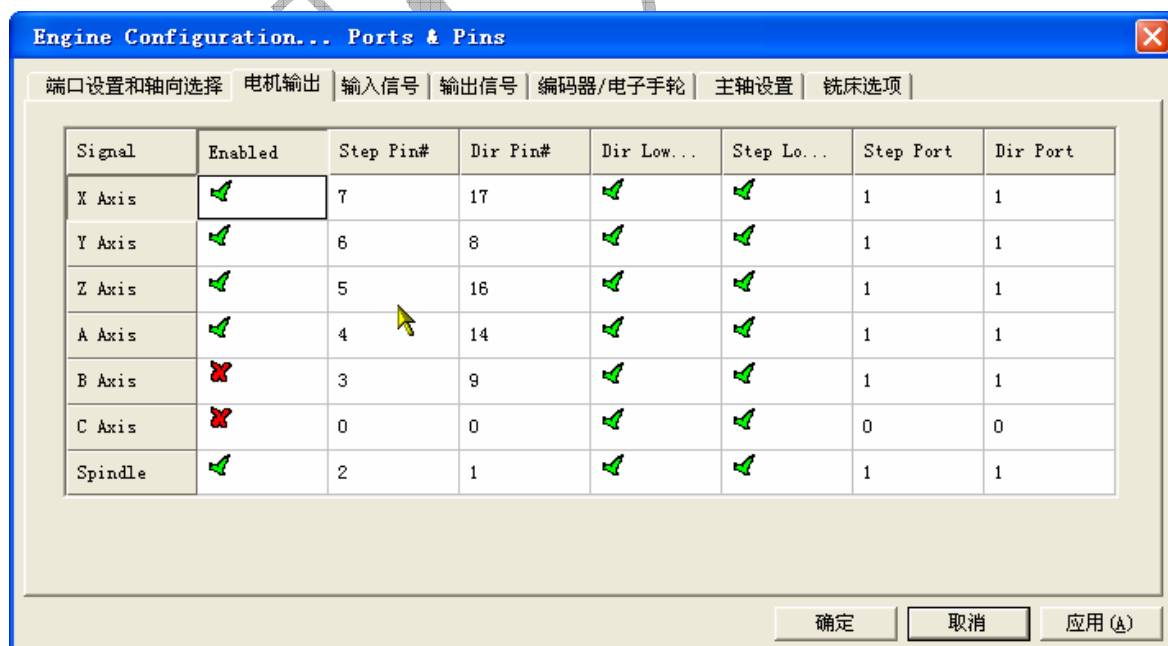 Engine Configuration... Ports & Pins
端口设置和轴向选择 电机输出 输入信号 输出信号 编码器/电子手轮 主轴设置 铣床选项
Signal Enabled Step Pin# Dir Pin# Dir Low... Step Lo... Step Port Dir Port
X Axis 7 17 1 1
Y Axis 6 8 1 1
Z Axis 5 16 1 1
A Axis 4 14 1 1
B Axis 3 9 1 1
C Axis 0 0 0 0
Spindle 2 1 1 1
确定 取消 应用(A)